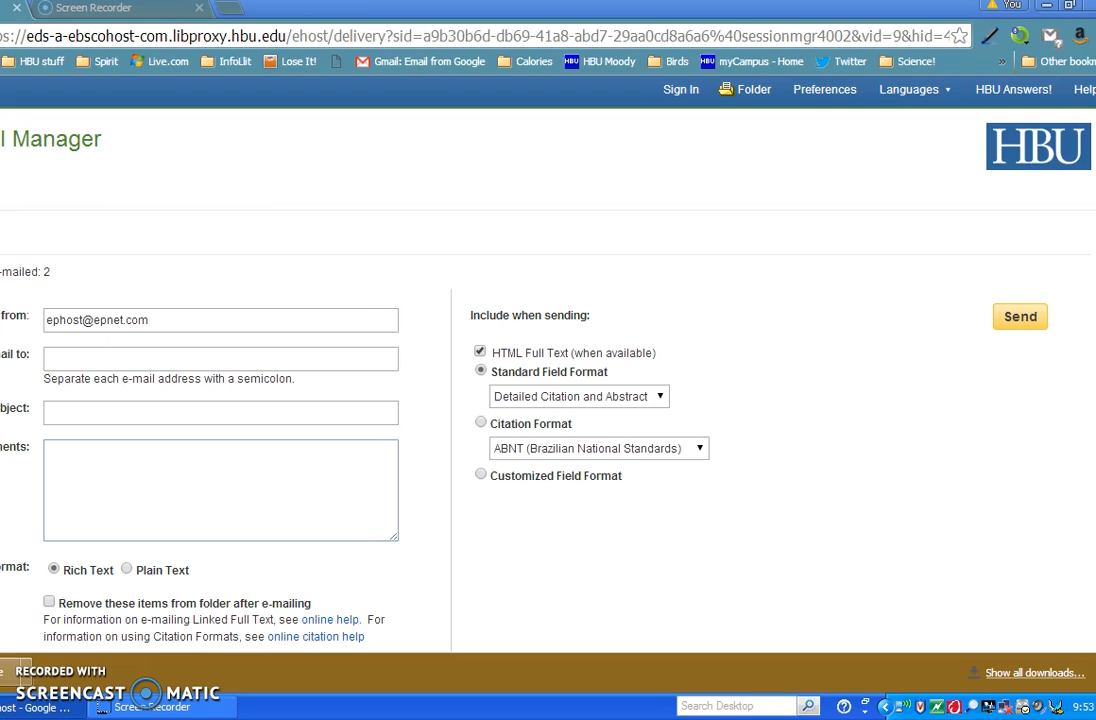 Screen Recorder
You
s://eds-a-ebscohost-com.libproxy.hbu.edu/ehost/delivery?sid=a9b30b6d-db69-41a8-abd7-29aa0cd8a6a6%40sessionmgr4002&vid=9&hid=4
HBU stuff Spirit Live.com InfoLit Lose It! Gmail: Email from Google Calories HBU HBU Moody Birds HBU myCampus - Home Twitter Science! » Other bookm
Sign In Folder Preferences Languages HBU Answers! Help
l Manager
HBU
-mailed: 2
from: ephost@epnet.com
Include when sending:
Send
ail to:
HTML Full Text (when available)
Separate each e-mail address with a semicolon.
Standard Field Format
Detailed Citation and Abstract
bject:
Citation Format
ments:
ABNT (Brazilian National Standards)
Customized Field Format
rmat: Rich Text Plain Text
Remove these items from folder after e-mailing
For information on e-mailing Linked Full Text, see online help. For
information on using Citation Formats, see online citation help
e RECORDED WITH
Show all downloads...
SCREENCAST MATIC
host - Google ... Screen Recorder
Search Desktop
9:53